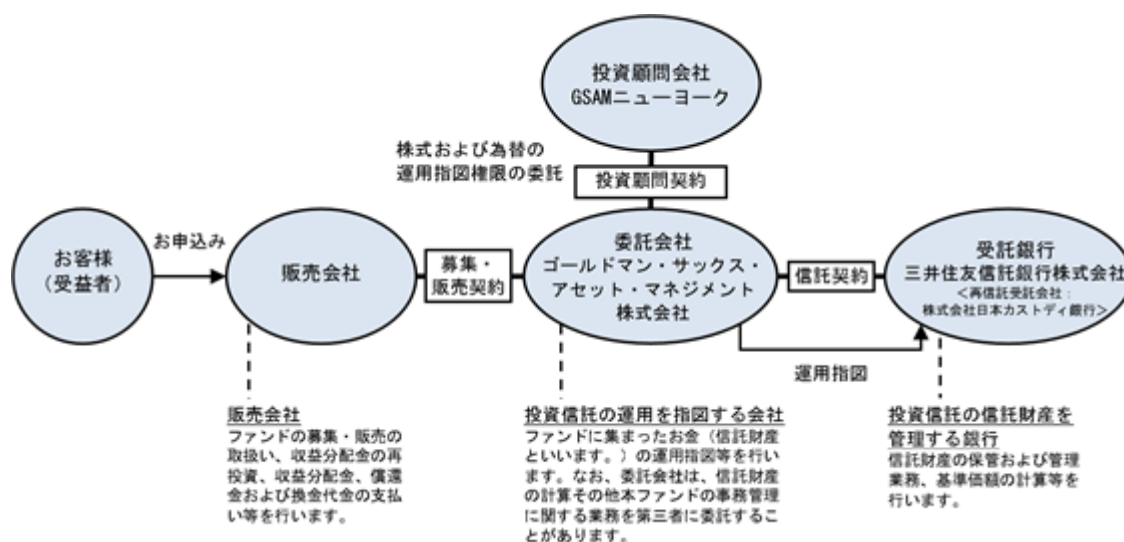 投資顧問会社
GSAMニューヨーク
株式および為替の
運用指図権限の委託
投資顧問契約
お客様
（受益者）
お申込み
販売会社
募集・
販売契約
委託会社
ゴールドマン・サックス・
アセット・マネジメント
株式会社
信託契約
受託銀行
三井住友信託銀行株式会社
＜再信託受託会社：
株式会社日本カストディ銀行＞
運用指図
販売会社
ファンドの募集・販売の
取扱い、収益分配金の再
投資、収益分配金、償還
金および換金代金の支払
い等を行います。
投資信託の運用を指図する会社
ファンドに集まったお金（信託財産
といいます。）の運用指図等を行い
ます。なお、委託会社は、信託財産
の計算その他本ファンドの事務管理
に関する業務を第三者に委託するこ
とがあります。
投資信託の信託財産を
管理する銀行
信託財産の保管および管理
業務、基準価額の計算等を
行います。